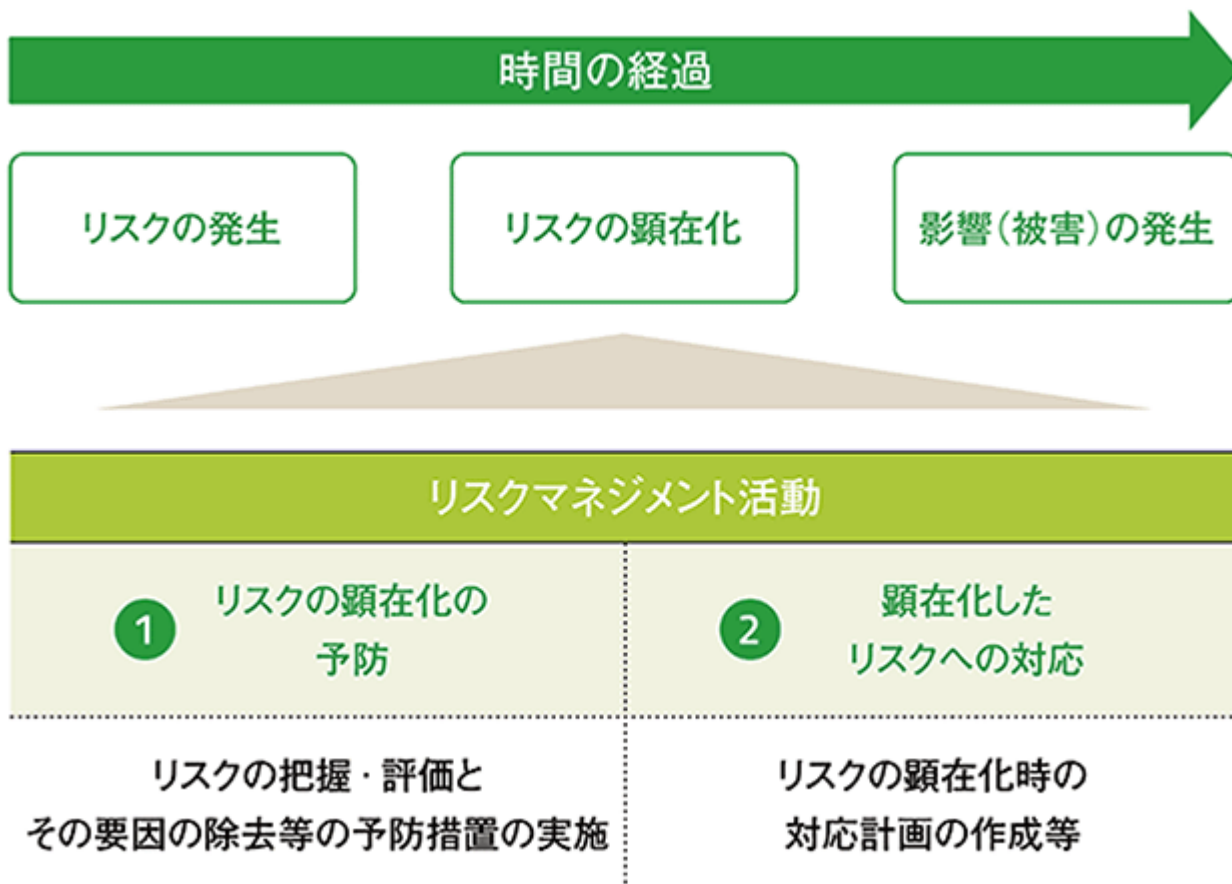 時間の経過
リスクの発生
リスクの顕在化
影響(被害)の発生
リスクマネジメント活動
1 リスクの顕在化の
予防
2 顕在化した
リスクへの対応
リスクの把握・評価と
その要因の除去等の予防措置の実施
リスクの顕在化時の
対応計画の作成等